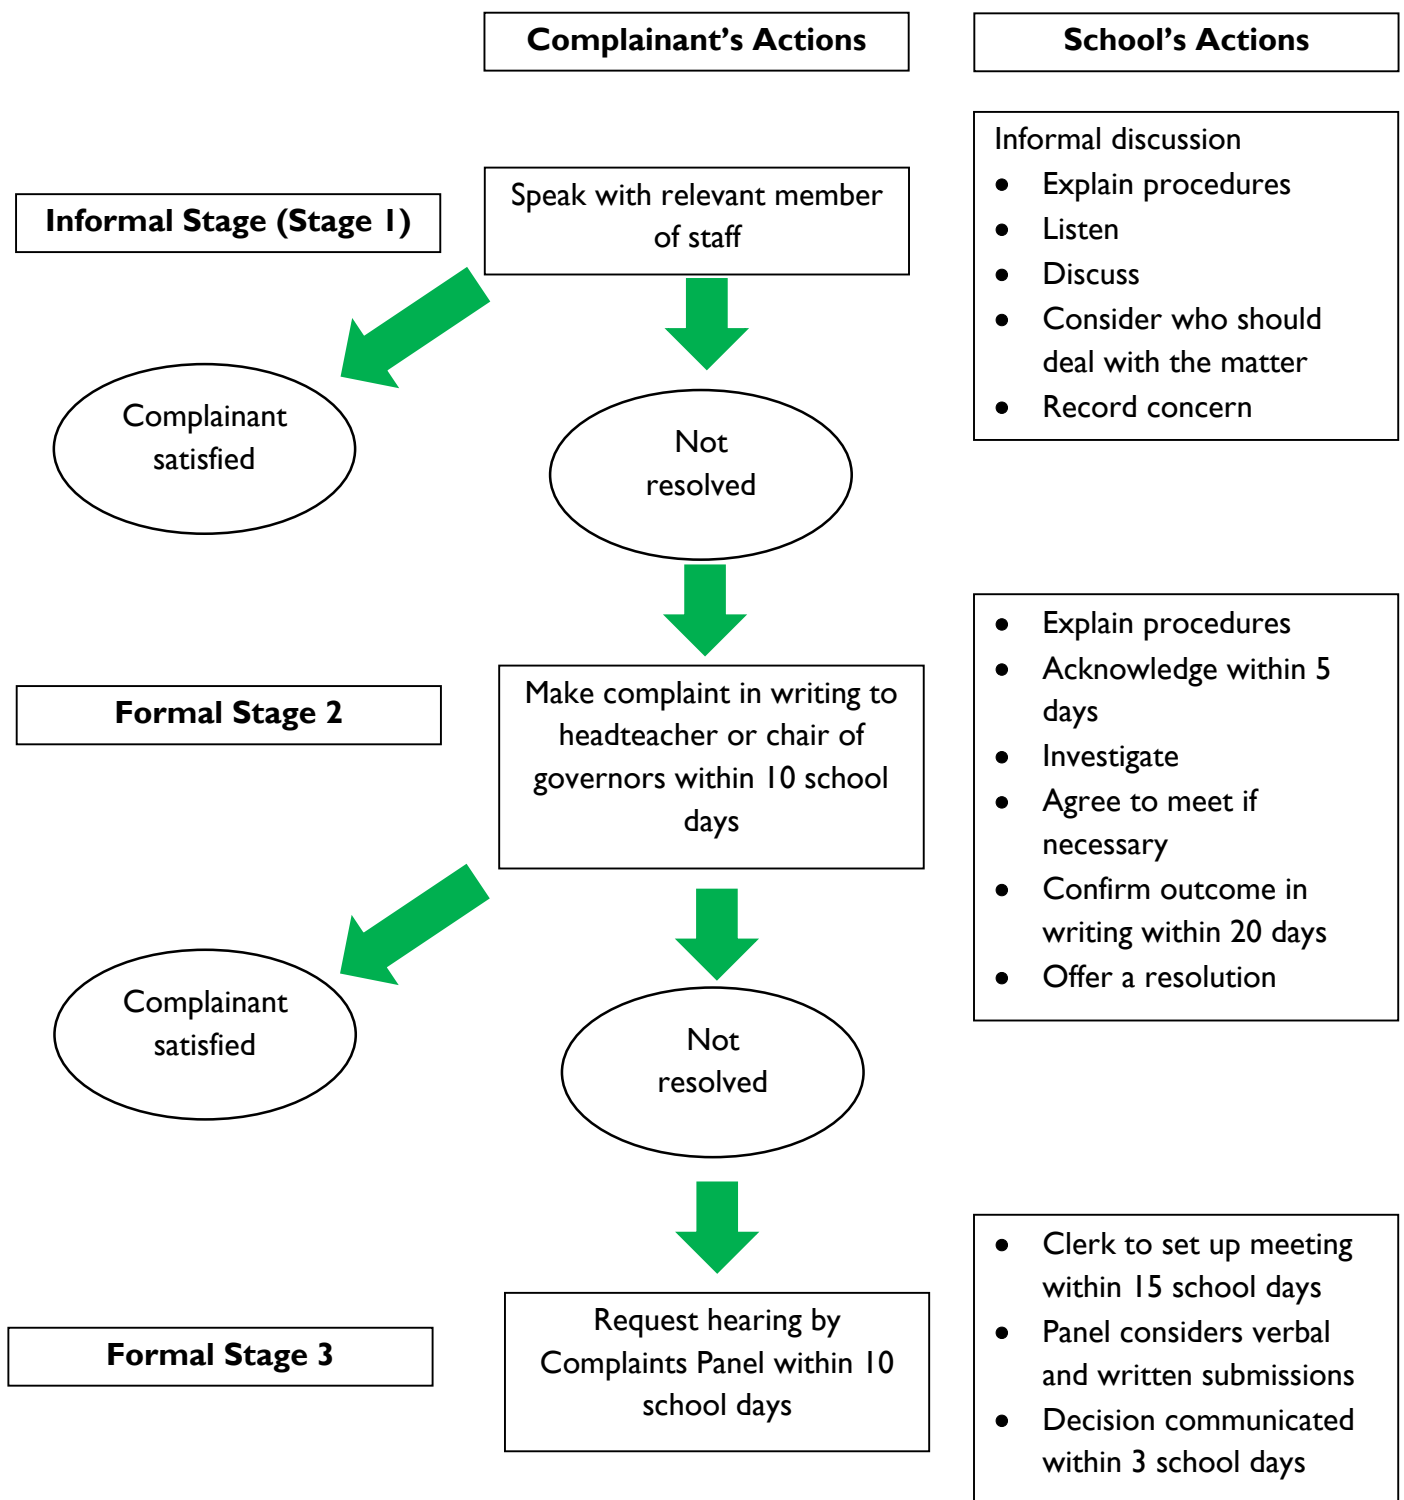 Complainant's Actions
School's Actions
Informal Stage (Stage 1)
Speak with relevant member
of staff
Informal discussion
• Explain procedures
• Listen
• Discuss
• Consider who should
deal with the matter
• Record concern
Complainant
satisfied
Not
resolved
Formal Stage 2
Make complaint in writing to
headteacher or chair of
governors within 10 school
days
• Explain procedures
• Acknowledge within 5
days
• Investigate
• Agree to meet if
necessary
• Confirm outcome in
writing within 20 days
• Offer a resolution
Complainant
satisfied
Not
resolved
Formal Stage 3
Request hearing by
Complaints Panel within 10
school days
• Clerk to set up meeting
within 15 school days
• Panel considers verbal
and written submissions
• Decision communicated
within 3 school days